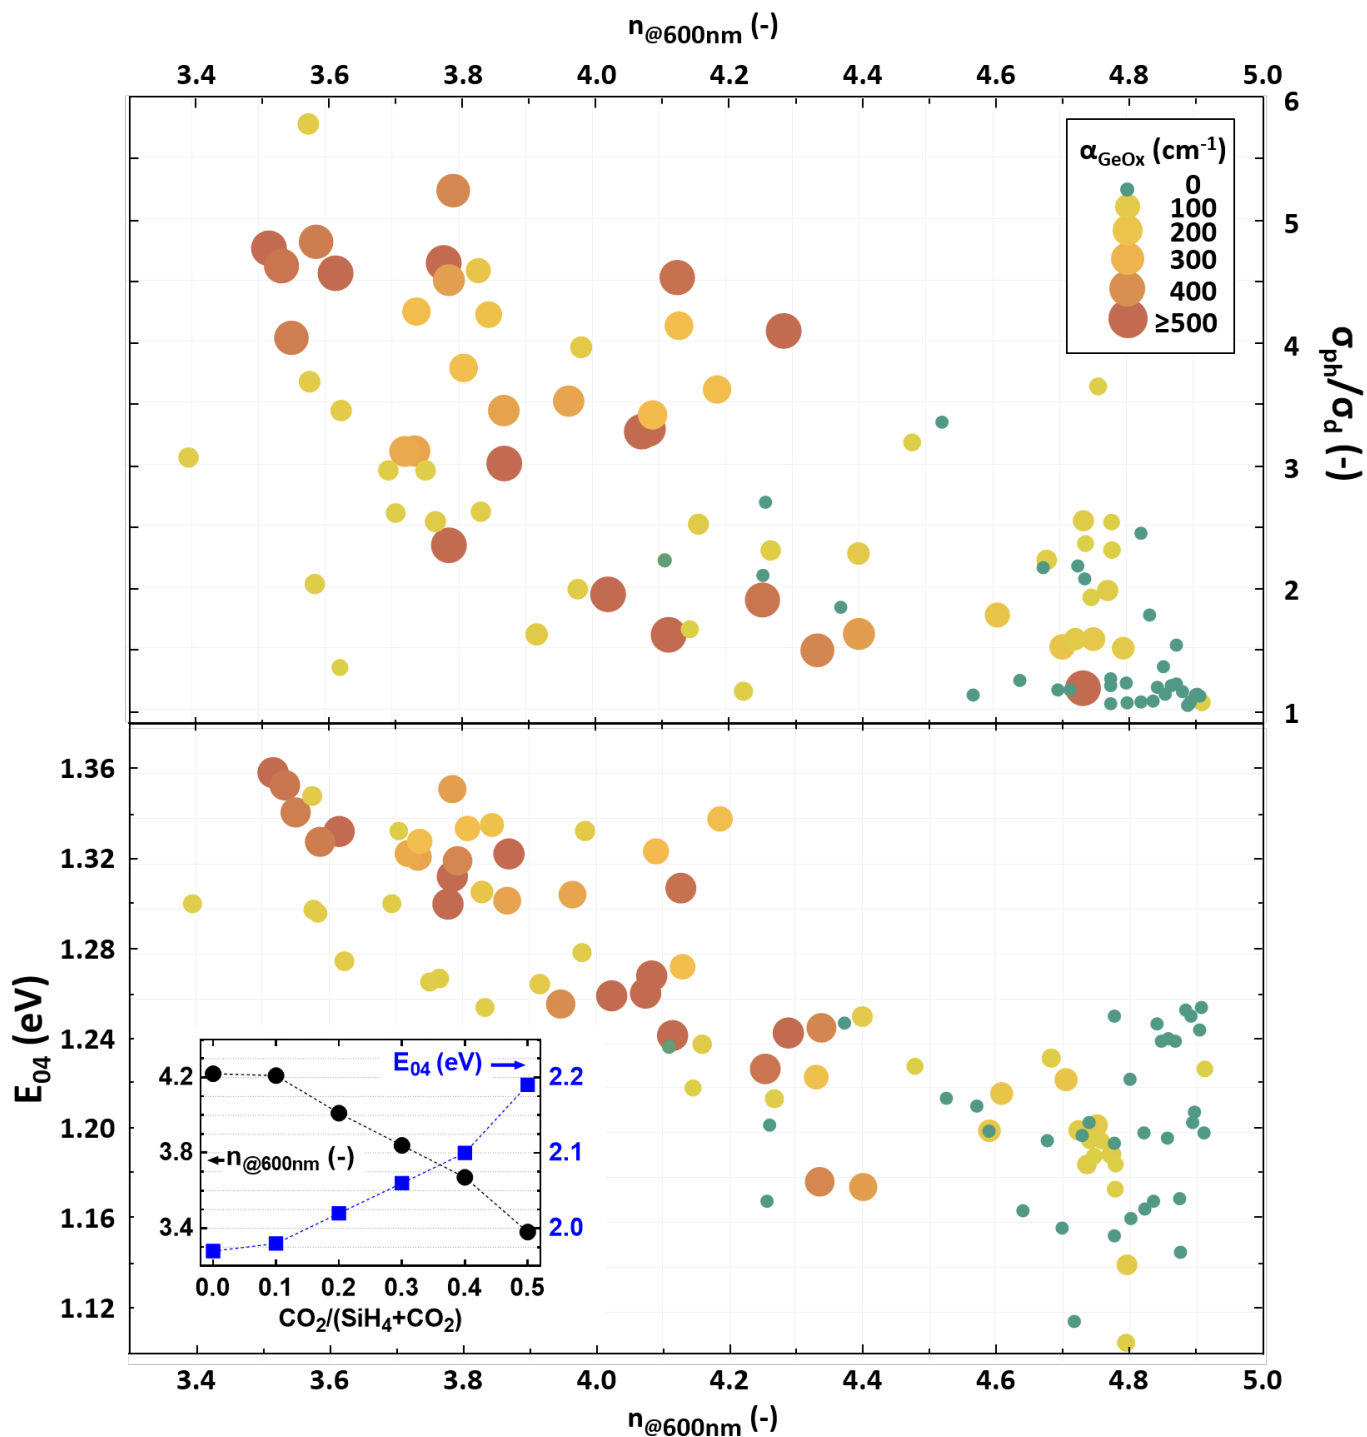 n@600nm (-)
3.4 3.6 3.8 4.0 4.2 4.4 4.6 4.8 5.0
6
αGeOx (cm-1)
0
100
200
300
400
≥500
5
4
3
2
1
σph/σd (-)
1.36
1.32
1.28
1.24
1.20
1.16
1.12
E04 (eV)
E04 (eV)
4.2 2.2
3.8 2.1
n@600nm (-)
3.4 2.0
0.0 0.1 0.2 0.3 0.4 0.5
CO2/(SiH4+CO2)
3.4 3.6 3.8 4.0 4.2 4.4 4.6 4.8 5.0
n@600nm (-)